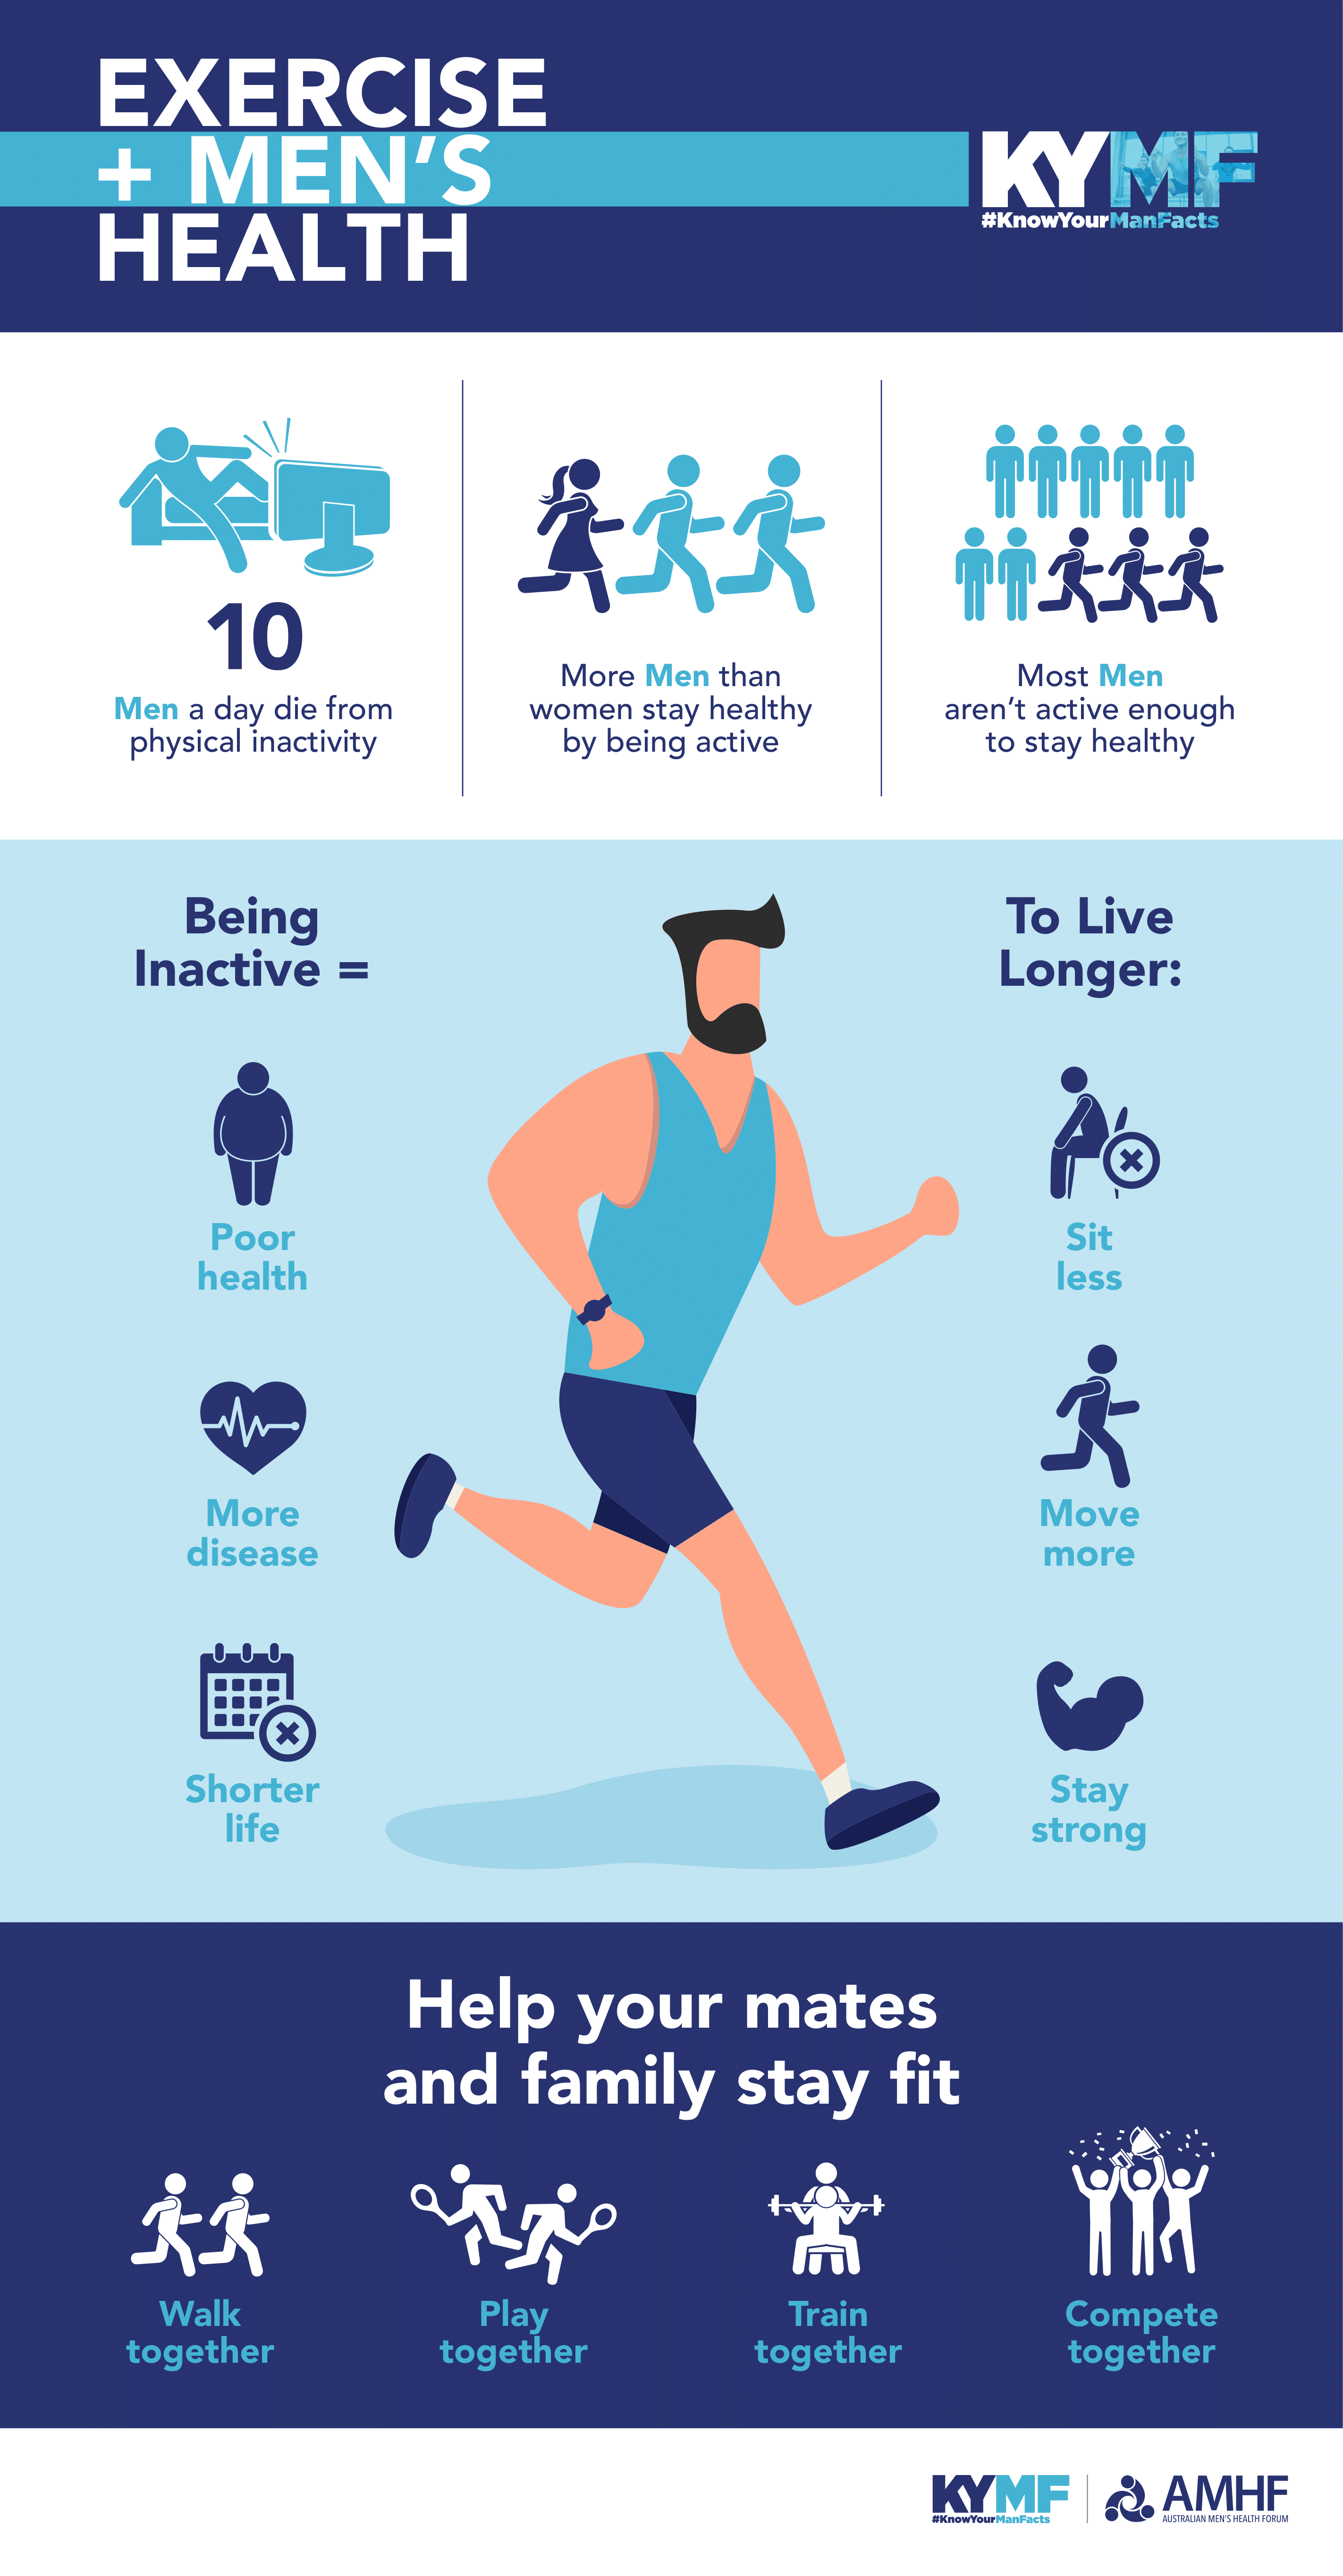 EXERCISE
+ MEN'S
HEALTH
KYMF
#KnowYourManFacts
10
Men a day die from
physical inactivity
More Men than
women stay healthy
by being active
Most Men
aren't active enough
to stay healthy
Being
Inactive =
Poor
health
More
disease
Shorter
life
To Live
Longer:
Sit
less
Move
more
Stay
strong
Help your mates
and family stay fit
Walk
together
Play
together
Train
together
Compete
together
KYMF
#KnowYourManFacts
AMHF
AUSTRALIAN MEN'S HEALTH FORUM